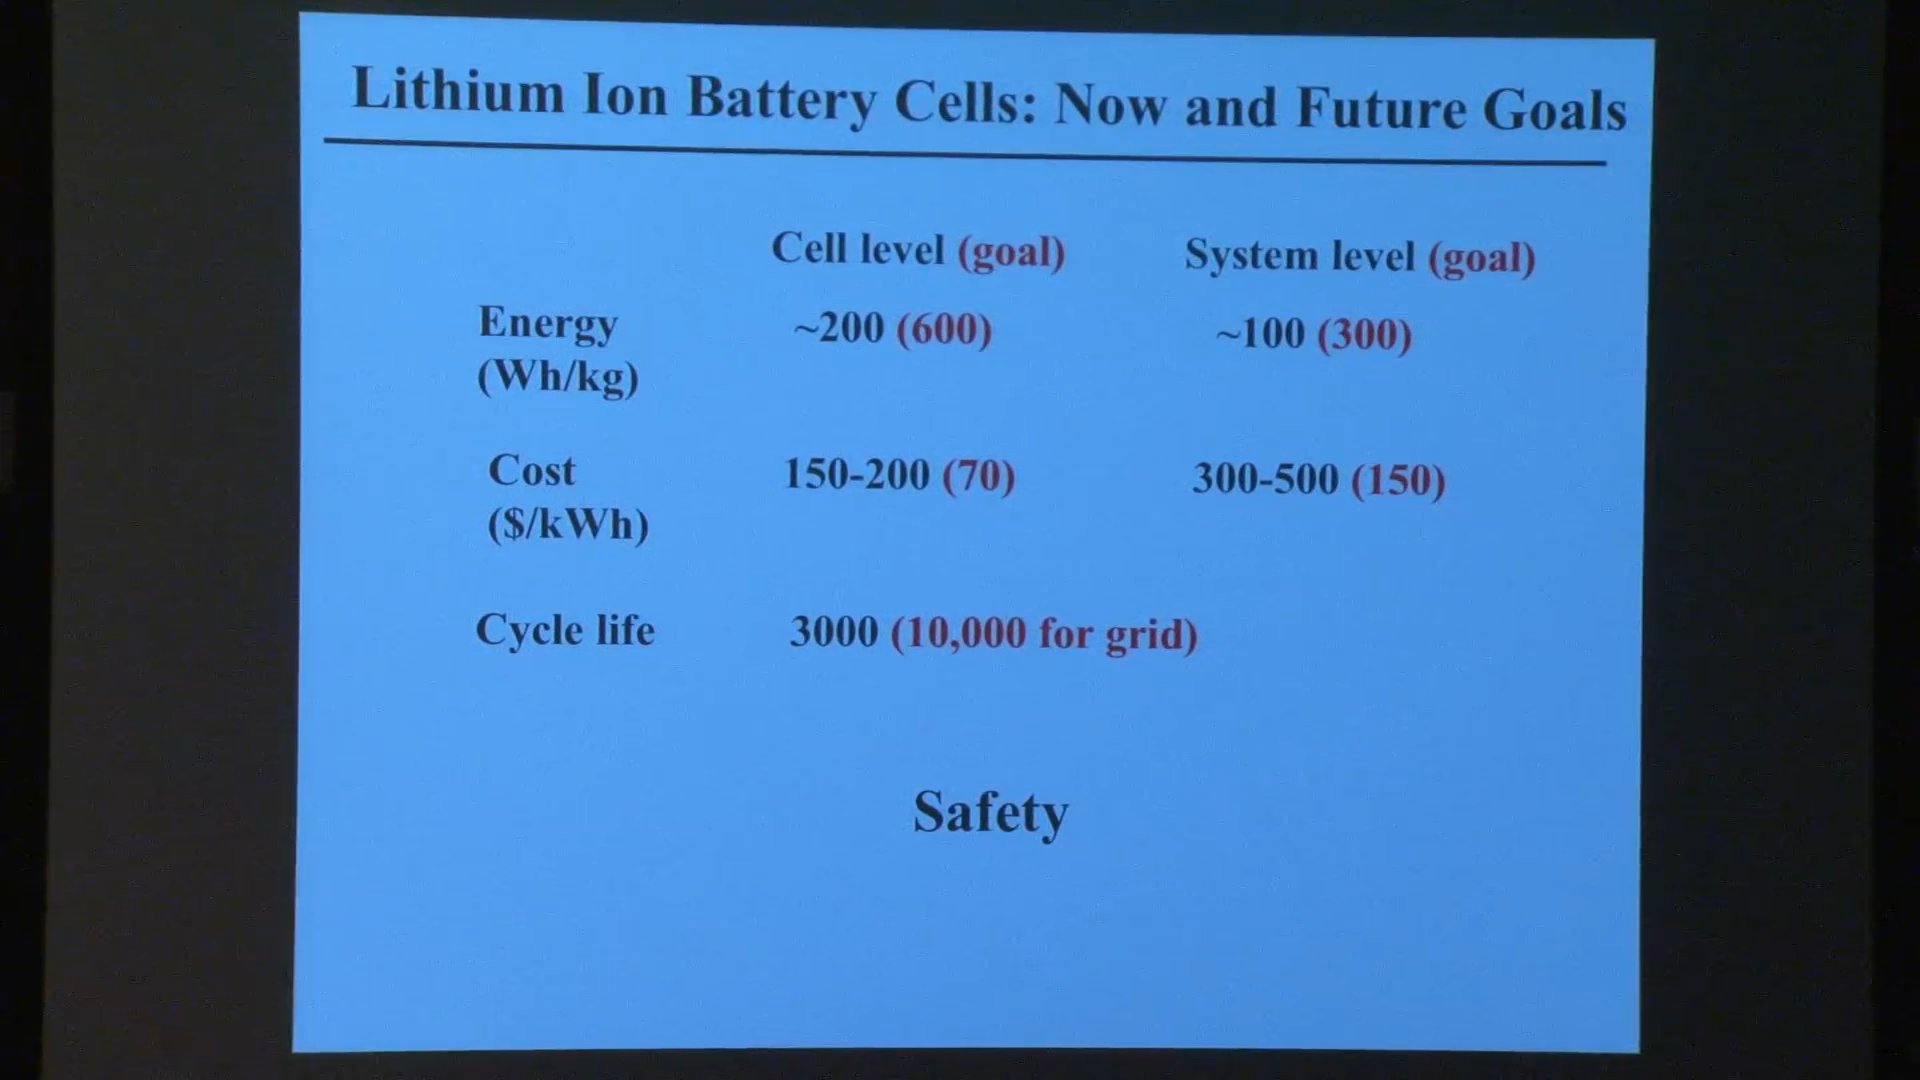 Lithium Ion Battery Cells: Now and Future Goals
Cell level (goal) System level (goal)
Energy ~200 (600) ~100 (300)
(Wh/kg)
Cost 150-200 (70) 300-500 (150)
($/kWh)
Cycle life 3000 (10,000 for grid)
Safety